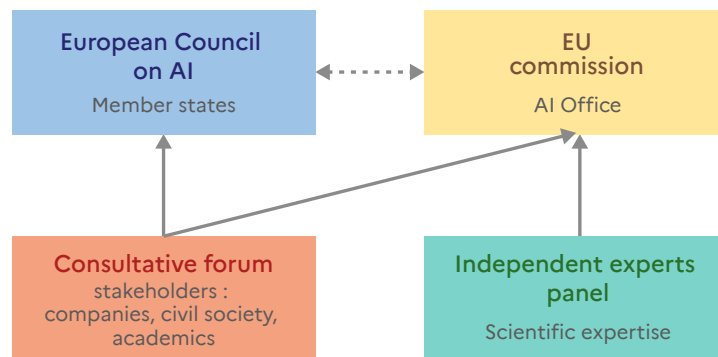 European Council
on AI
Member states
EU
commission
AI Office
Consultative forum
stakeholders :
companies, civil society,
academics
Independent experts
panel
Scientific expertise